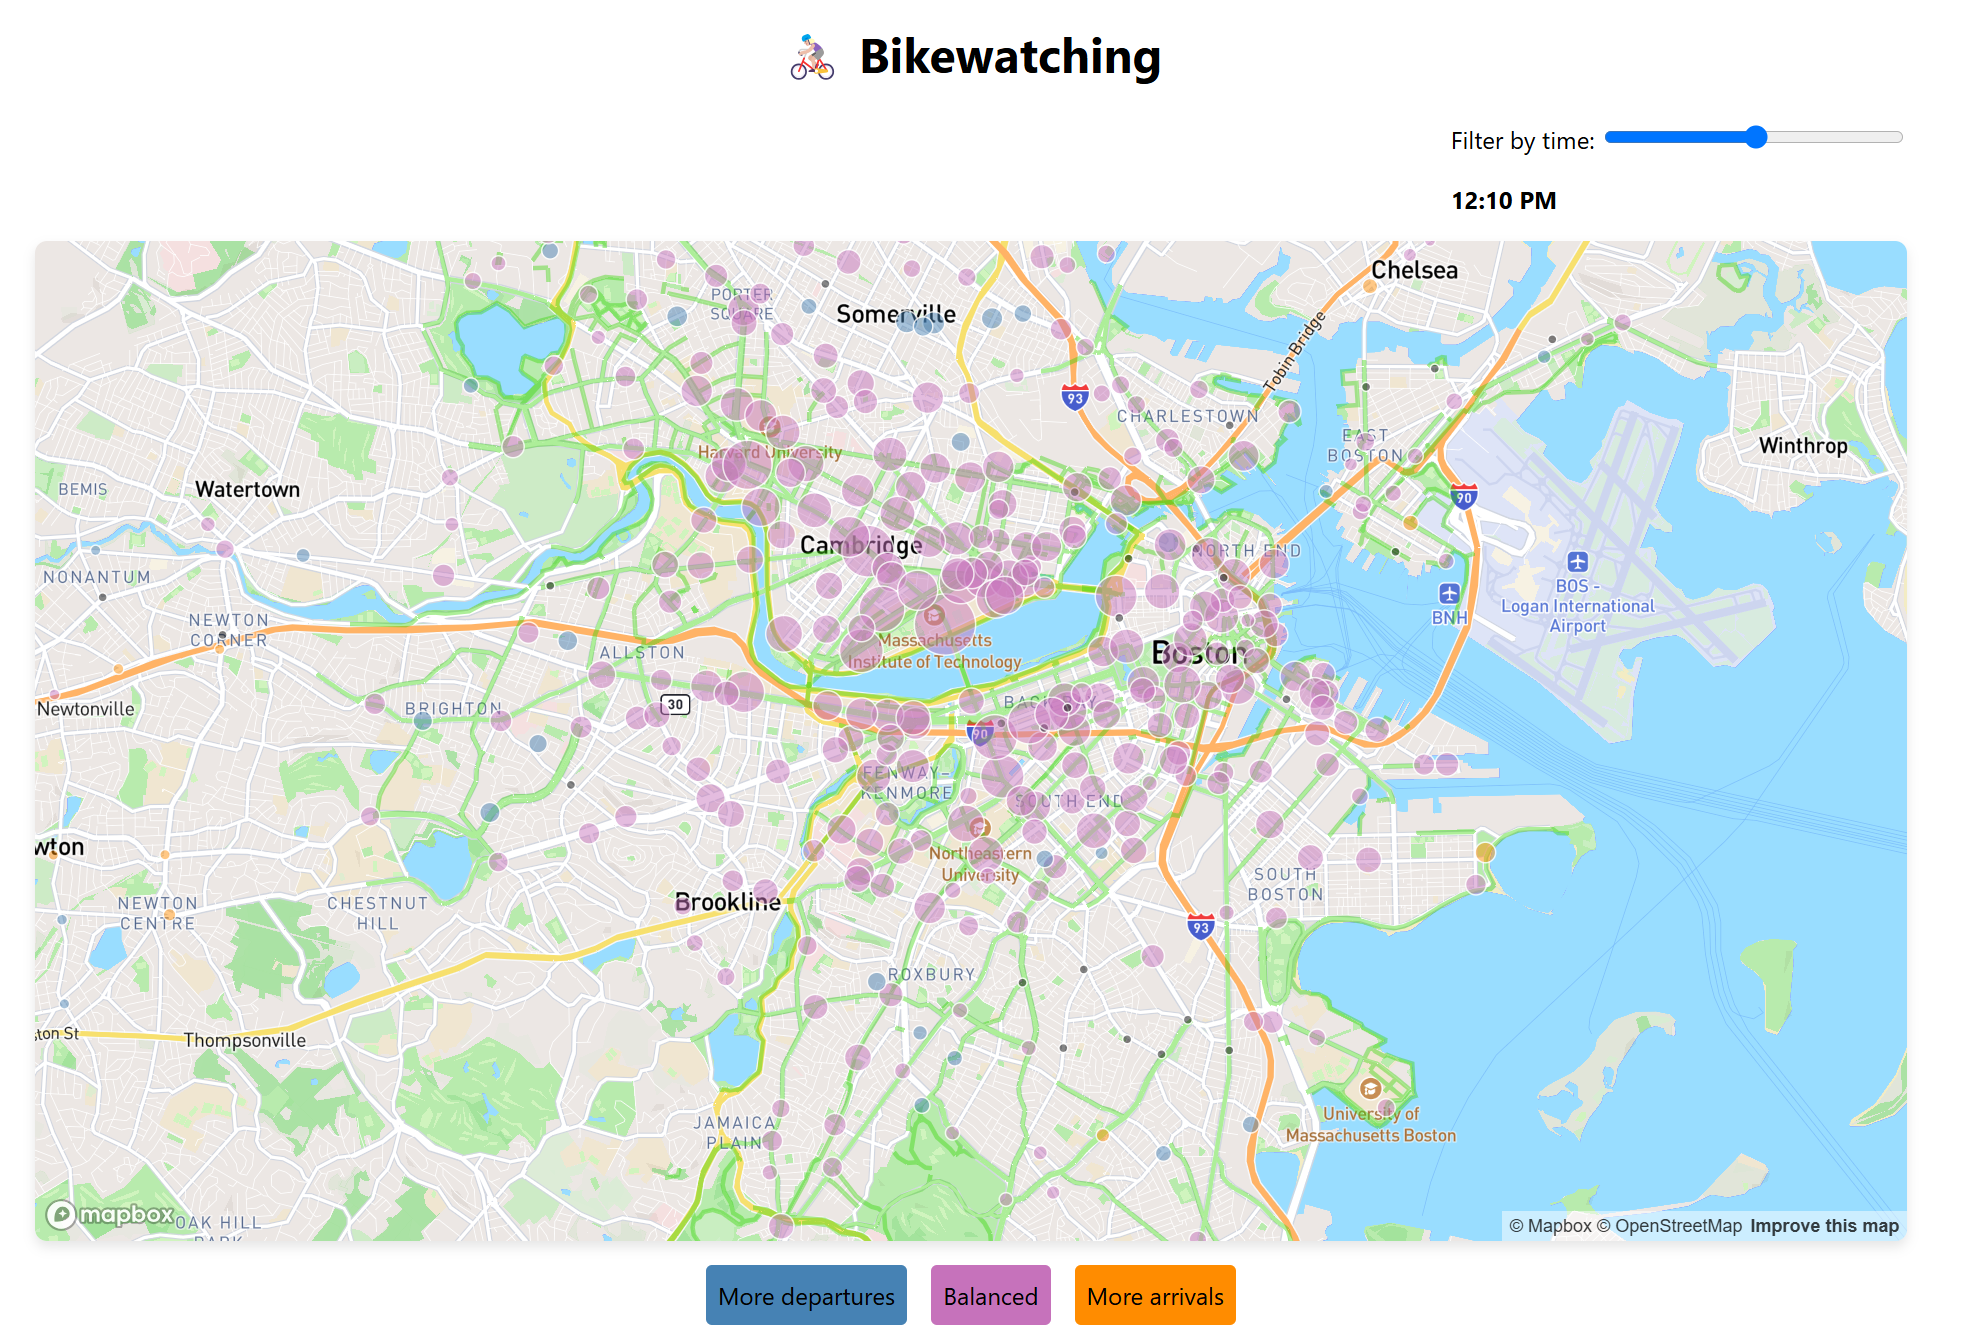 Bikewatching
Filter by time:
12:10 PM
Chelsea
PORTER
SQUARE
Somerville
Tobin Bridge
93
CHARLESTOWN
EAST
BOSTON
Winthrop
Harvard University
BEMIS
Watertown
90
Cambridge
NORTH END
NONANTUM
BOS -
Logan International
Airport
BNH
NEWTON
CORNER
Massachusetts
Institute of Technology
ALLSTON
Boston
30
Newtonville
BRIGHTON
90
FENWAY-
KENMORE
SOUTH END
wton
Northeastern
University
SOUTH
BOSTON
Brookline
NEWTON
CENTRE
CHESTNUT
HILL
93
ROXBURY
ton St
Thompsonville
JAMAICA
PLAIN
University of
Massachusetts Boston
mapbox
OAK HILL
PARK
© Mapbox © OpenStreetMap Improve this map
More departures
Balanced
More arrivals